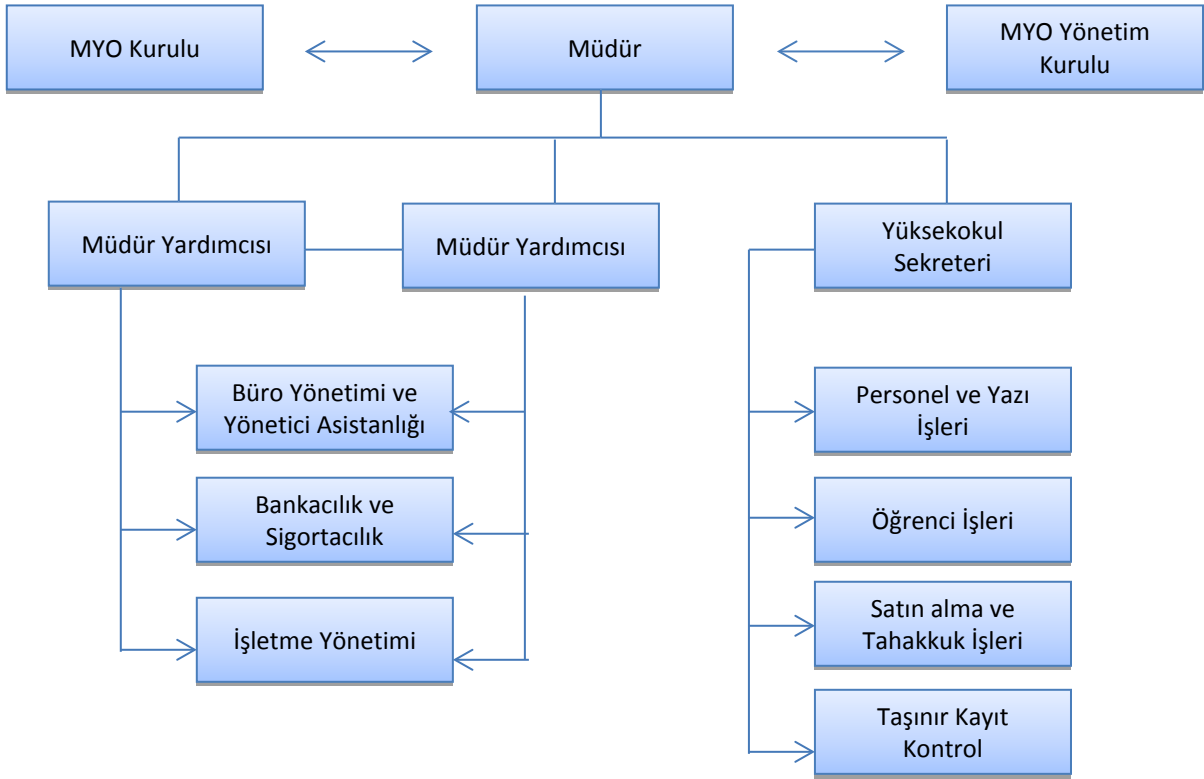 MYO Kurulu
Müdür
MYO Yönetim
Kurulu
Müdür Yardımcısı
Müdür Yardımcısı
Yüksekokul
Sekreteri
Büro Yönetimi ve
Yönetici Asistanlığı
Bankacılık ve
Sigortacılık
İşletme Yönetimi
Personel ve Yazı
İşleri
Öğrenci İşleri
Satın alma ve
Tahakkuk İşleri
Taşınır Kayıt
Kontrol